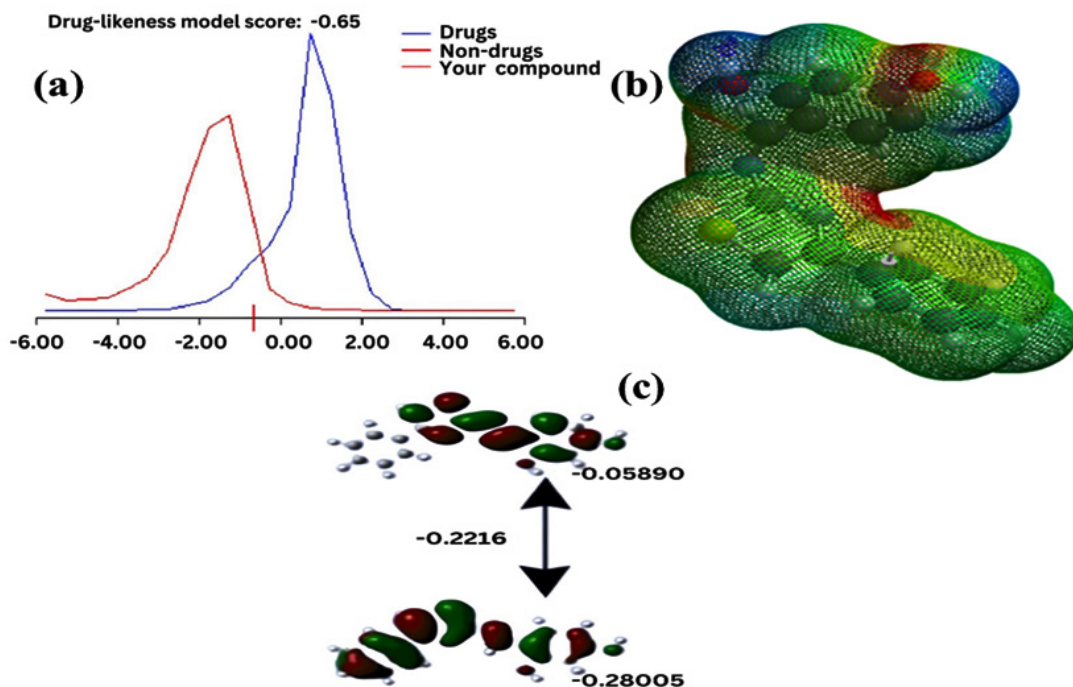 Drug-likeness model score: -0.65
Drugs
Non-drugs
Your compound
(a)
-6.00 -4.00 -2.00 0.00 2.00 4.00 6.00
(b)
(c)
-0.05890
-0.2216
-0.28005